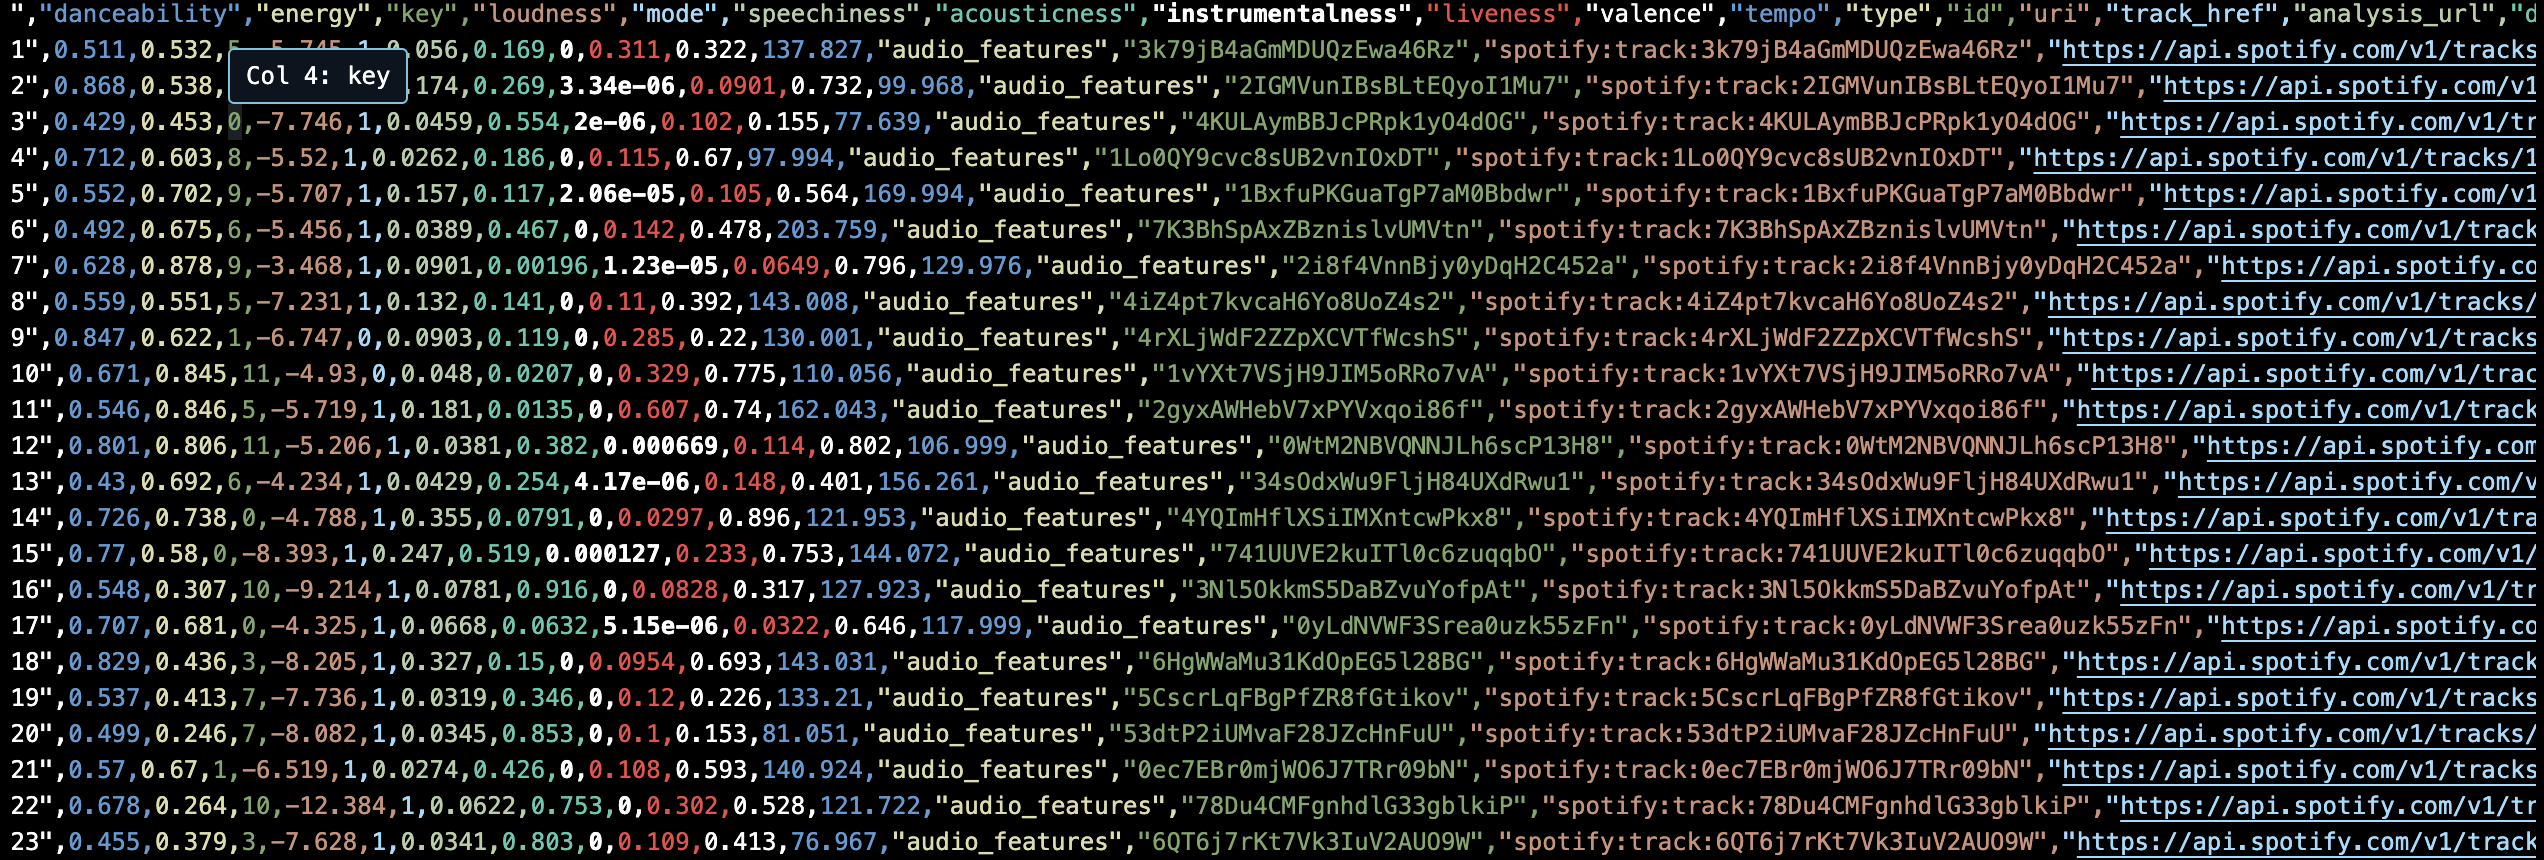 ","danceability","energy","key","loudness","mode","speechiness","acousticness","instrumentalness","liveness","valence","tempo","type","id","uri","track_href","analysis_url","d
1",0.511,0.532,5,-5.745,1,0.056,0.169,0,0.311,0.322,137.827,"audio_features","3k79jB4aGmMDUQzEwa46Rz","spotify:track:3k79jB4aGmMDUQzEwa46Rz","https://api.spotify.com/v1/tracks
Col 4: key
2",0.868,0.538, .174,0.269,3.34e-06,0.0901,0.732,99.968,"audio_features","2IGMVunIBsBLtEQyoI1Mu7","spotify:track:2IGMVunIBsBLtEQyoI1Mu7","https://api.spotify.com/v1
3",0.429,0.453,0,-7.746,1,0.0459,0.554,2e-06,0.102,0.155,77.639,"audio_features","4KULAymBBJcPRpk1yO4dOG","spotify:track:4KULAymBBJcPRpk1yO4dOG","https://api.spotify.com/v1/tr
4",0.712,0.603,8,-5.52,1,0.0262,0.186,0,0.115,0.67,97.994,"audio_features","1Lo0QY9cvc8sUB2vnIOxDT","spotify:track:1Lo0QY9cvc8sUB2vnIOxDT","https://api.spotify.com/v1/tracks/1
5",0.552,0.702,9,-5.707,1,0.157,0.117,2.06e-05,0.105,0.564,169.994,"audio_features","1BxfuPKGuaTgP7aM0Bbdwr","spotify:track:1BxfuPKGuaTgP7aM0Bbdwr","https://api.spotify.com/v1
6",0.492,0.675,6,-5.456,1,0.0389,0.467,0,0.142,0.478,203.759,"audio_features","7K3BhSpAxZBznislvUMVtn","spotify:track:7K3BhSpAxZBznislvUMVtn","https://api.spotify.com/v1/track
7",0.628,0.878,9,-3.468,1,0.0901,0.00196,1.23e-05,0.0649,0.796,129.976,"audio_features","2i8f4VnnBjy0yDqH2C452a","spotify:track:2i8f4VnnBjy0yDqH2C452a","https://api.spotify.co
8",0.559,0.551,5,-7.231,1,0.132,0.141,0,0.11,0.392,143.008,"audio_features","4iZ4pt7kvcaH6Yo8UoZ4s2","spotify:track:4iZ4pt7kvcaH6Yo8UoZ4s2","https://api.spotify.com/v1/tracks/
9",0.847,0.622,1,-6.747,0,0.0903,0.119,0,0.285,0.22,130.001,"audio_features","4rXLjWdF2ZZpXCVTfWcshS","spotify:track:4rXLjWdF2ZZpXCVTfWcshS","https://api.spotify.com/v1/tracks
10",0.671,0.845,11,-4.93,0,0.048,0.0207,0,0.329,0.775,110.056,"audio_features","1vYXt7VSjH9JIM5oRRo7vA","spotify:track:1vYXt7VSjH9JIM5oRRo7vA","https://api.spotify.com/v1/trac
11",0.546,0.846,5,-5.719,1,0.181,0.0135,0,0.607,0.74,162.043,"audio_features","2gyxAWHebV7xPYVxqoi86f","spotify:track:2gyxAWHebV7xPYVxqoi86f","https://api.spotify.com/v1/track
12",0.801,0.806,11,-5.206,1,0.0381,0.382,0.000669,0.114,0.802,106.999,"audio_features","0WtM2NBVQNNJLh6scP13H8","spotify:track:0WtM2NBVQNNJLh6scP13H8","https://api.spotify.com
13",0.43,0.692,6,-4.234,1,0.0429,0.254,4.17e-06,0.148,0.401,156.261,"audio_features","34sOdxWu9FljH84UXdRwu1","spotify:track:34sOdxWu9FljH84UXdRwu1","https://api.spotify.com/v
14",0.726,0.738,0,-4.788,1,0.355,0.0791,0,0.0297,0.896,121.953,"audio_features","4YQImHflXSiIMXntcwPkx8","spotify:track:4YQImHflXSiIMXntcwPkx8","https://api.spotify.com/v1/tra
15",0.77,0.58,0,-8.393,1,0.247,0.519,0.000127,0.233,0.753,144.072,"audio_features","741UUVE2kuITl0c6zuqqbO","spotify:track:741UUVE2kuITl0c6zuqqbO","https://api.spotify.com/v1/
16",0.548,0.307,10,-9.214,1,0.0781,0.916,0,0.0828,0.317,127.923,"audio_features","3Nl5OkkmS5DaBZvuYofpAt","spotify:track:3Nl5OkkmS5DaBZvuYofpAt","https://api.spotify.com/v1/tr
17",0.707,0.681,0,-4.325,1,0.0668,0.0632,5.15e-06,0.0322,0.646,117.999,"audio_features","0yLdNVWF3Srea0uzk55zFn","spotify:track:0yLdNVWF3Srea0uzk55zFn","https://api.spotify.co
18",0.829,0.436,3,-8.205,1,0.327,0.15,0,0.0954,0.693,143.031,"audio_features","6HgWWaMu31KdOpEG5l28BG","spotify:track:6HgWWaMu31KdOpEG5l28BG","https://api.spotify.com/v1/track
19",0.537,0.413,7,-7.736,1,0.0319,0.346,0,0.12,0.226,133.21,"audio_features","5CscrLqFBgPfZR8fGtikov","spotify:track:5CscrLqFBgPfZR8fGtikov","https://api.spotify.com/v1/tracks
20",0.499,0.246,7,-8.082,1,0.0345,0.853,0,0.1,0.153,81.051,"audio_features","53dtP2iUMvaF28JZcHnFuU","spotify:track:53dtP2iUMvaF28JZcHnFuU","https://api.spotify.com/v1/tracks/
21",0.57,0.67,1,-6.519,1,0.0274,0.426,0,0.108,0.593,140.924,"audio_features","0ec7EBr0mjWO6J7TRr09bN","spotify:track:0ec7EBr0mjWO6J7TRr09bN","https://api.spotify.com/v1/tracks
22",0.678,0.264,10,-12.384,1,0.0622,0.753,0,0.302,0.528,121.722,"audio_features","78Du4CMFgnhdlG33gblkiP","spotify:track:78Du4CMFgnhdlG33gblkiP","https://api.spotify.com/v1/tr
23",0.455,0.379,3,-7.628,1,0.0341,0.803,0,0.109,0.413,76.967,"audio_features","6QT6j7rKt7Vk3IuV2AUO9W","spotify:track:6QT6j7rKt7Vk3IuV2AUO9W","https://api.spotify.com/v1/track